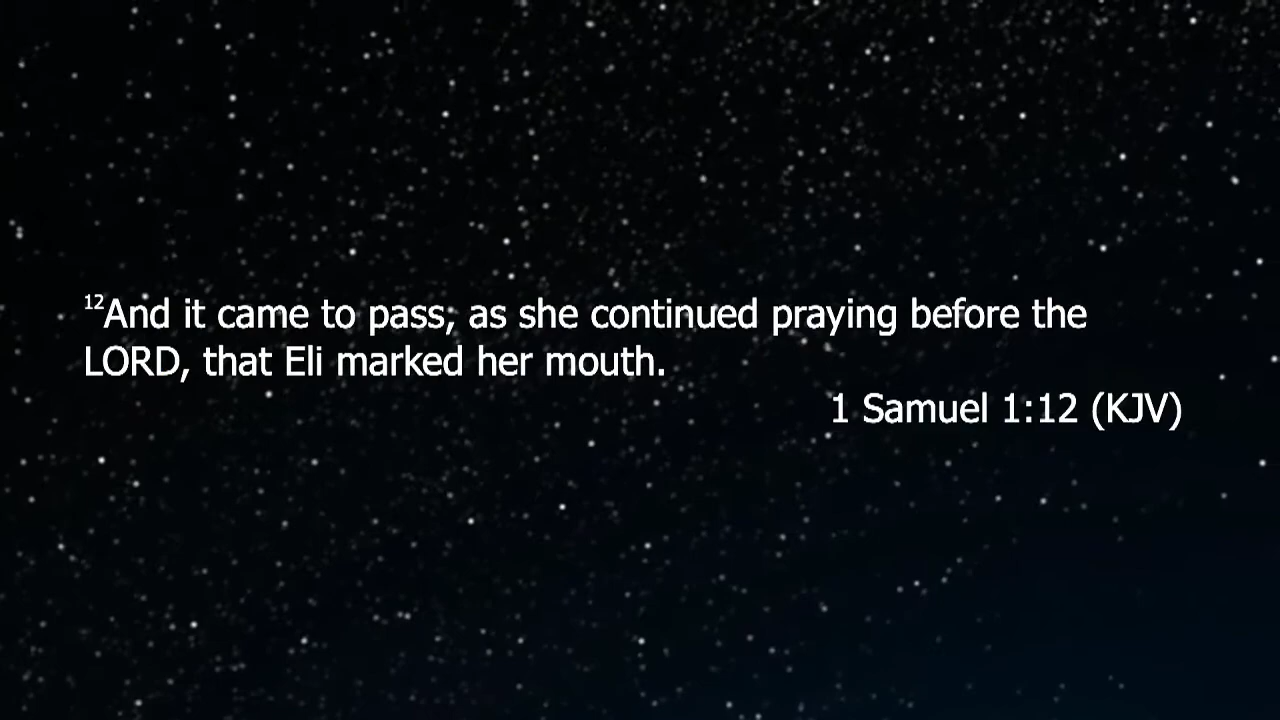 12And it came to pass, as she continued praying before the
LORD, that Eli marked her mouth.
1 Samuel 1:12 (KJV)